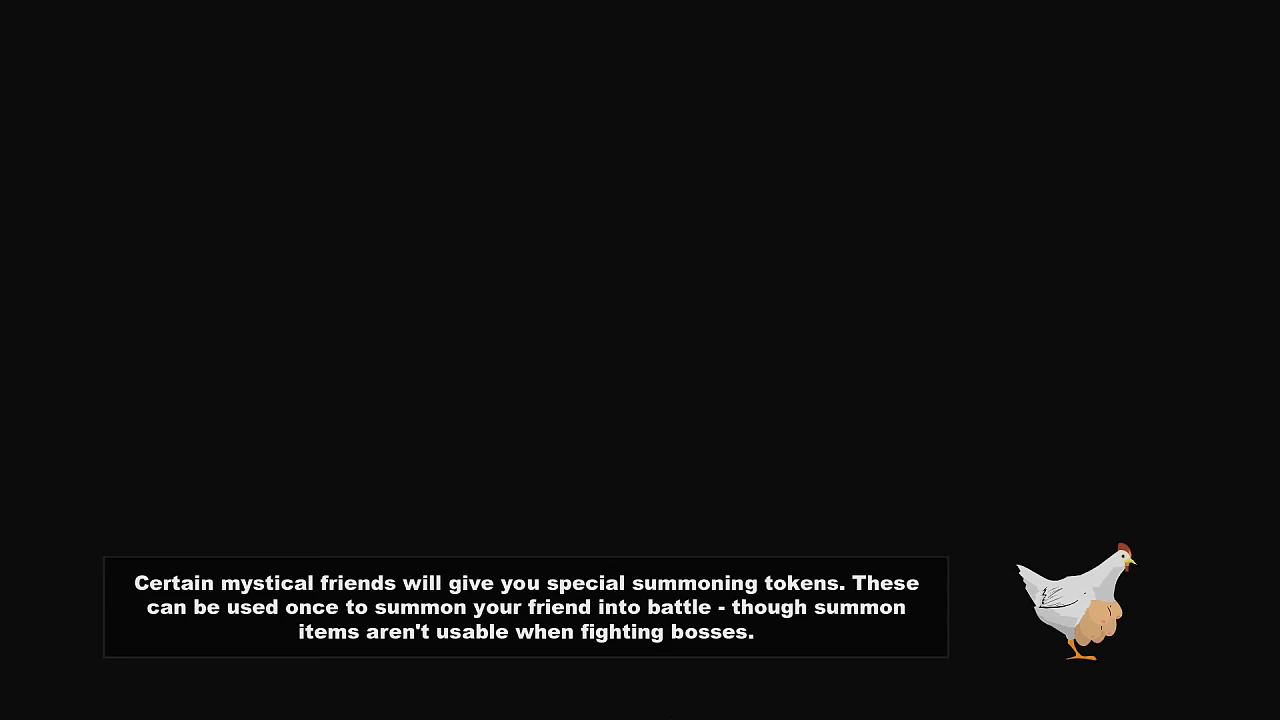 Certain mystical friends will give you special summoning tokens. These
can be used once to summon your friend into battle - though summon
items aren't usable when fighting bosses.